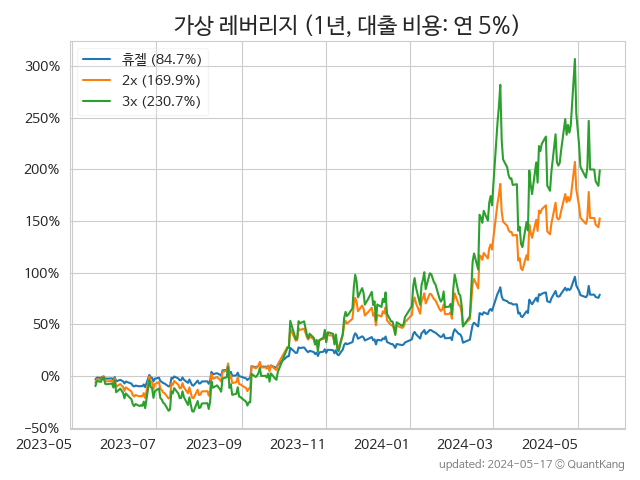 가상 레버리지 (1년, 대출 비용: 연 5%)
휴젤 (84.7%)
2x (169.9%)
3x (230.7%)
300%
250%
200%
150%
100%
50%
0%
−50%
2023-05 2023-07 2023-09 2023-11 2024-01 2024-03 2024-05
updated: 2024-05-17 © QuantKang